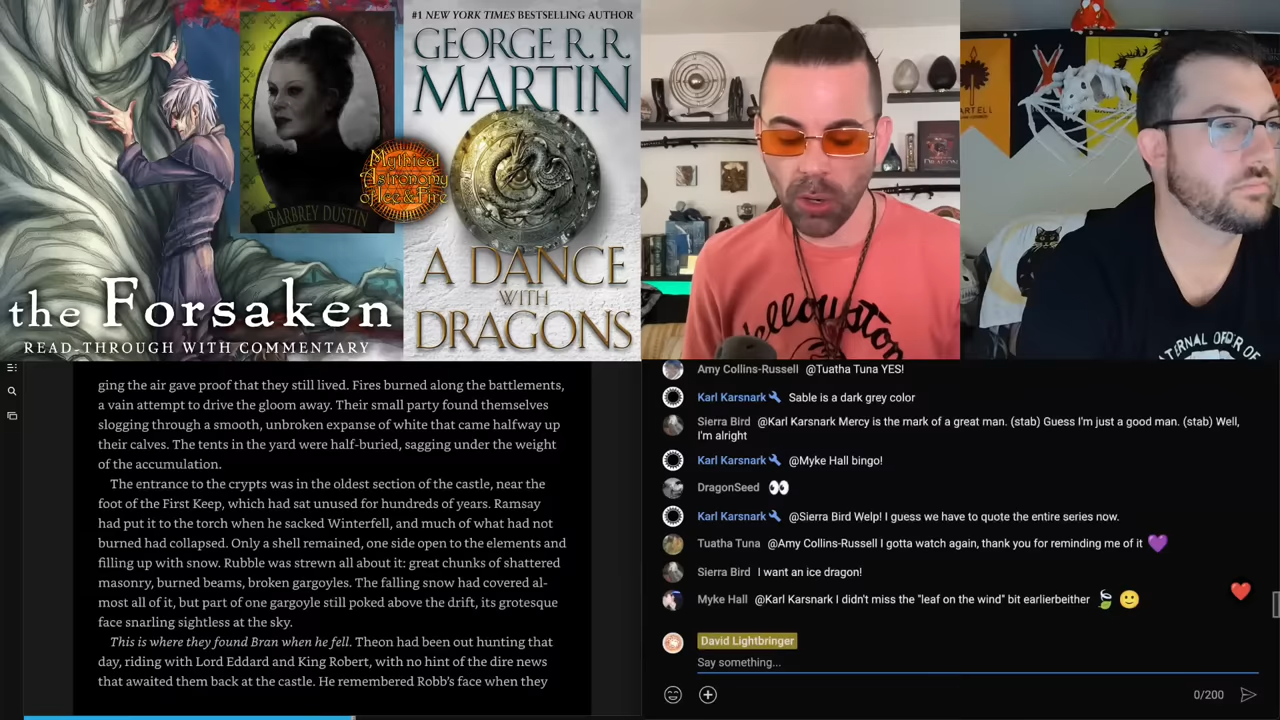 the Forsaken
READ-THROUGH WITH COMMENTARY
BARBREY DUSTIN
Mythical
Astronomy
of Ice & Fire
#1 NEW YORK TIMES BESTSELLING AUTHOR
GEORGE R. R.
MARTIN
A DANCE
WITH
DRAGONS
DRAGON
ging the air gave proof that they still lived. Fires burned along the battlements,
a vain attempt to drive the gloom away. Their small party found themselves
slogging through a smooth, unbroken expanse of white that came halfway up
their calves. The tents in the yard were half-buried, sagging under the weight
of the accumulation.
The entrance to the crypts was in the oldest section of the castle, near the
foot of the First Keep, which had sat unused for hundreds of years. Ramsay
had put it to the torch when he sacked Winterfell, and much of what had not
burned had collapsed. Only a shell remained, one side open to the elements and
filling up with snow. Rubble was strewn all about it: great chunks of shattered
masonry, burned beams, broken gargoyles. The falling snow had covered al-
most all of it, but part of one gargoyle still poked above the drift, its grotesque
face snarling sightless at the sky.
This is where they found Bran when he fell. Theon had been out hunting that
day, riding with Lord Eddard and King Robert, with no hint of the dire news
that awaited them back at the castle. He remembered Robb's face when they
Amy Collins-Russell @Tuatha Tuna YES!
Karl Karsnark Sable is a dark grey color
Sierra Bird @Karl Karsnark Mercy is the mark of a great man. (stab) Guess I'm just a good man. (stab) Well,
I'm alright
Karl Karsnark @Myke Hall bingo!
DragonSeed 👀
Karl Karsnark @Sierra Bird Welp! I guess we have to quote the entire series now.
Tuatha Tuna @Amy Collins-Russell I gotta watch again, thank you for reminding me of it 💜
Sierra Bird I want an ice dragon!
Myke Hall @Karl Karsnark I didn't miss the "leaf on the wind" bit earlierbeither 🍃 🙂
David Lightbringer
Say something...
0/200